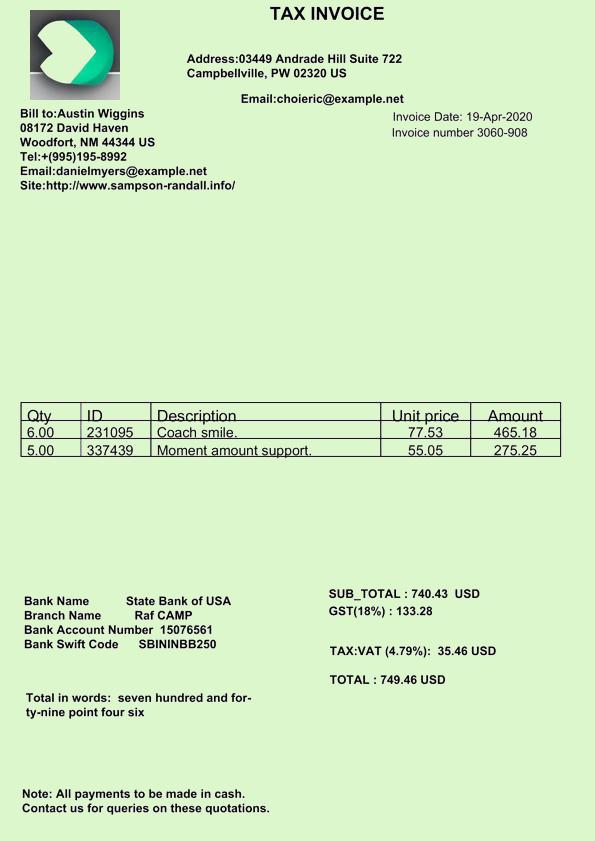 TAX INVOICE
Address:03449 Andrade Hill Suite 722
Campbellville, PW 02320 US
Email:choieric@example.net
Bill to:Austin Wiggins
08172 David Haven
Woodfort, NM 44344 US
Tel:+(995)195-8992
Email:danielmyers@example.net
Site:http://www.sampson-randall.info/
Invoice Date: 19-Apr-2020
Invoice number 3060-908
Qty ID Description Unit price Amount
6.00 231095 Coach smile. 77.53 465.18
5.00 337439 Moment amount support. 55.05 275.25
Bank Name State Bank of USA
Branch Name Raf CAMP
Bank Account Number 15076561
Bank Swift Code SBININBB250
SUB_TOTAL : 740.43 USD
GST(18%) : 133.28
TAX:VAT (4.79%): 35.46 USD
TOTAL : 749.46 USD
Total in words: seven hundred and for-
ty-nine point four six
Note: All payments to be made in cash.
Contact us for queries on these quotations.